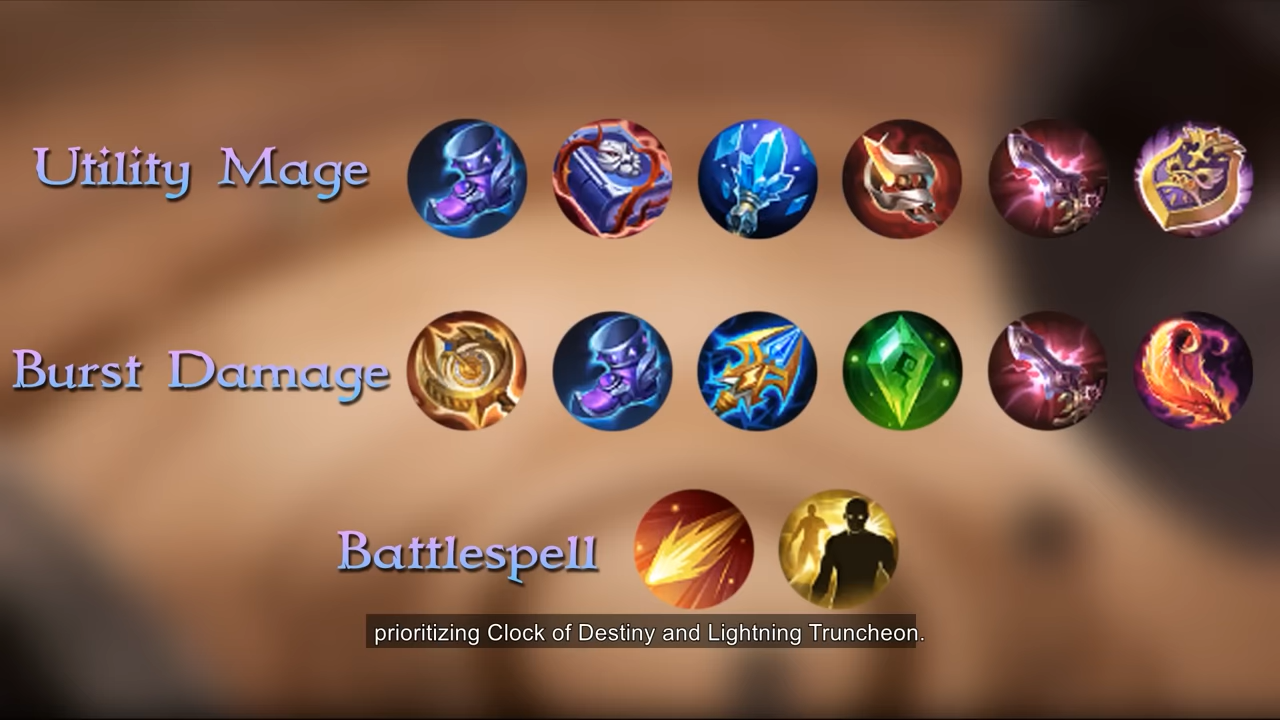 Utility Mage
Burst Damage
Battlespell
prioritizing Clock of Destiny and Lightning Truncheon.